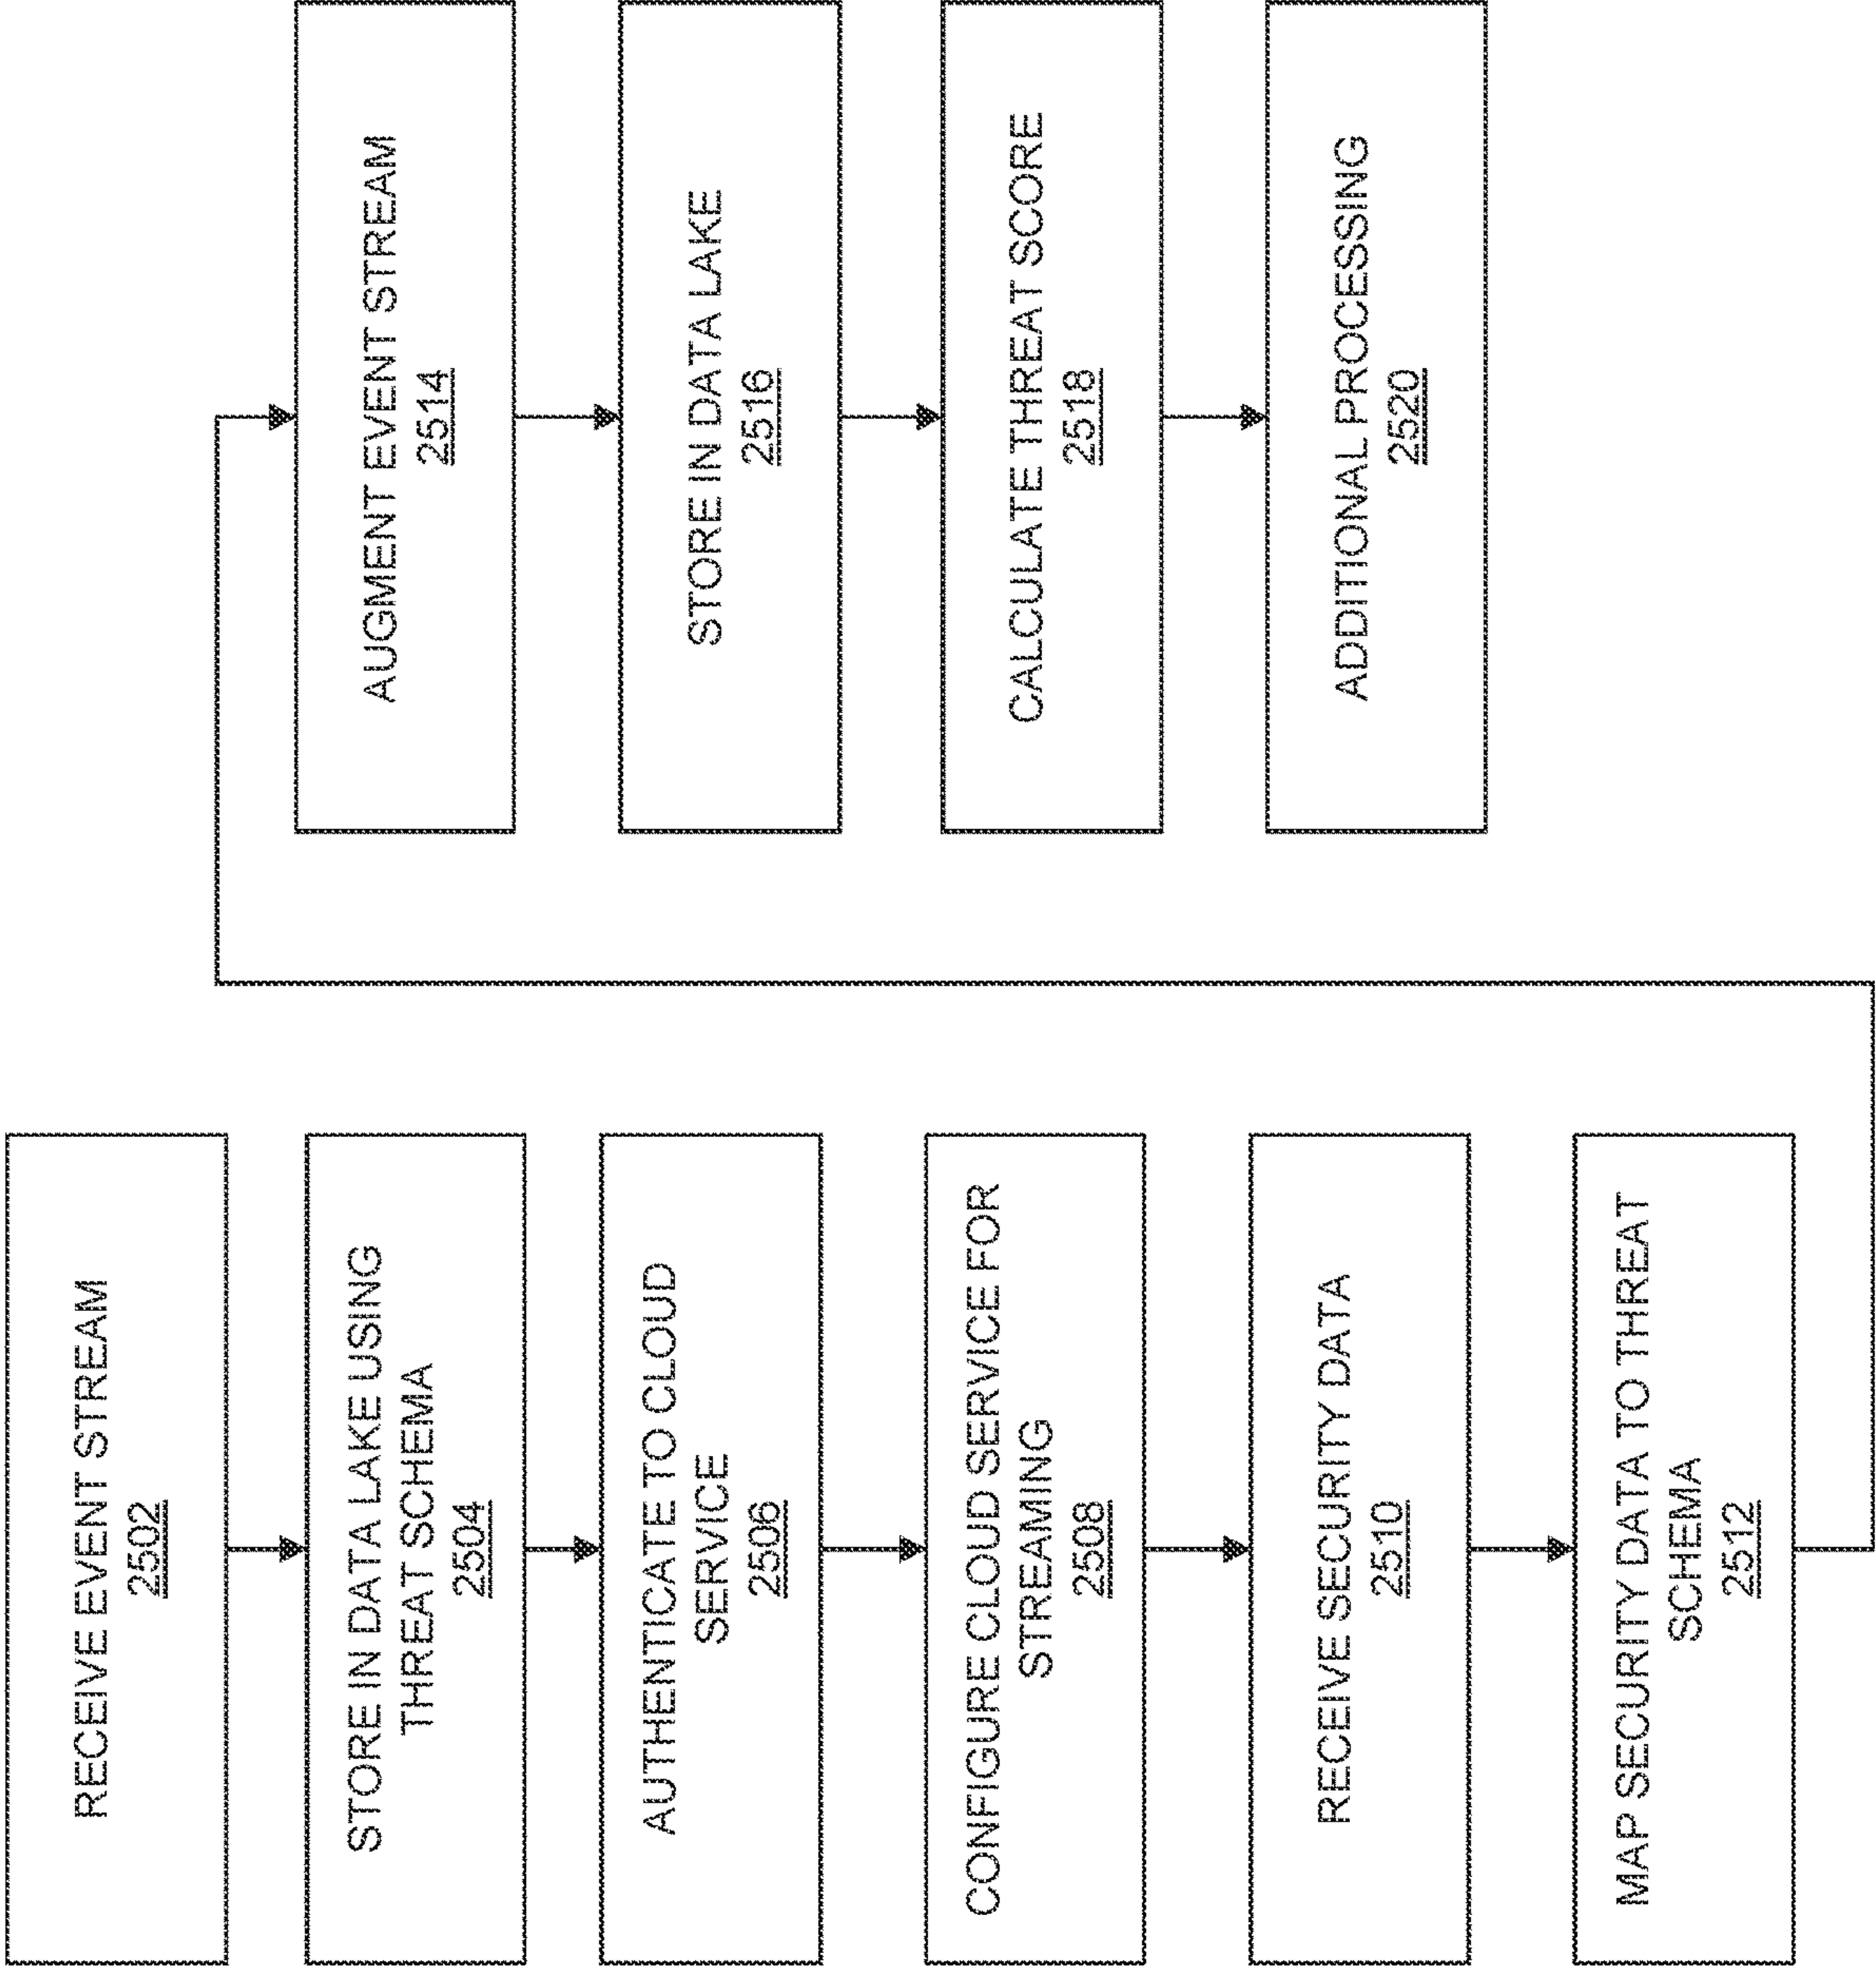 RECEIVE EVENT STREAM
2502
STORE IN DATA LAKE USING
THREAT SCHEMA
2504
AUTHENTICATE TO CLOUD
SERVICE
2506
CONFIGURE CLOUD SERVICE FOR
STREAMING
2508
RECEIVE SECURITY DATA
2510
MAP SECURITY DATA TO THREAT
SCHEMA
2512
AUGMENT EVENT STREAM
2514
STORE IN DATA LAKE
2516
CALCULATE THREAT SCORE
2518
ADDITIONAL PROCESSING
2520